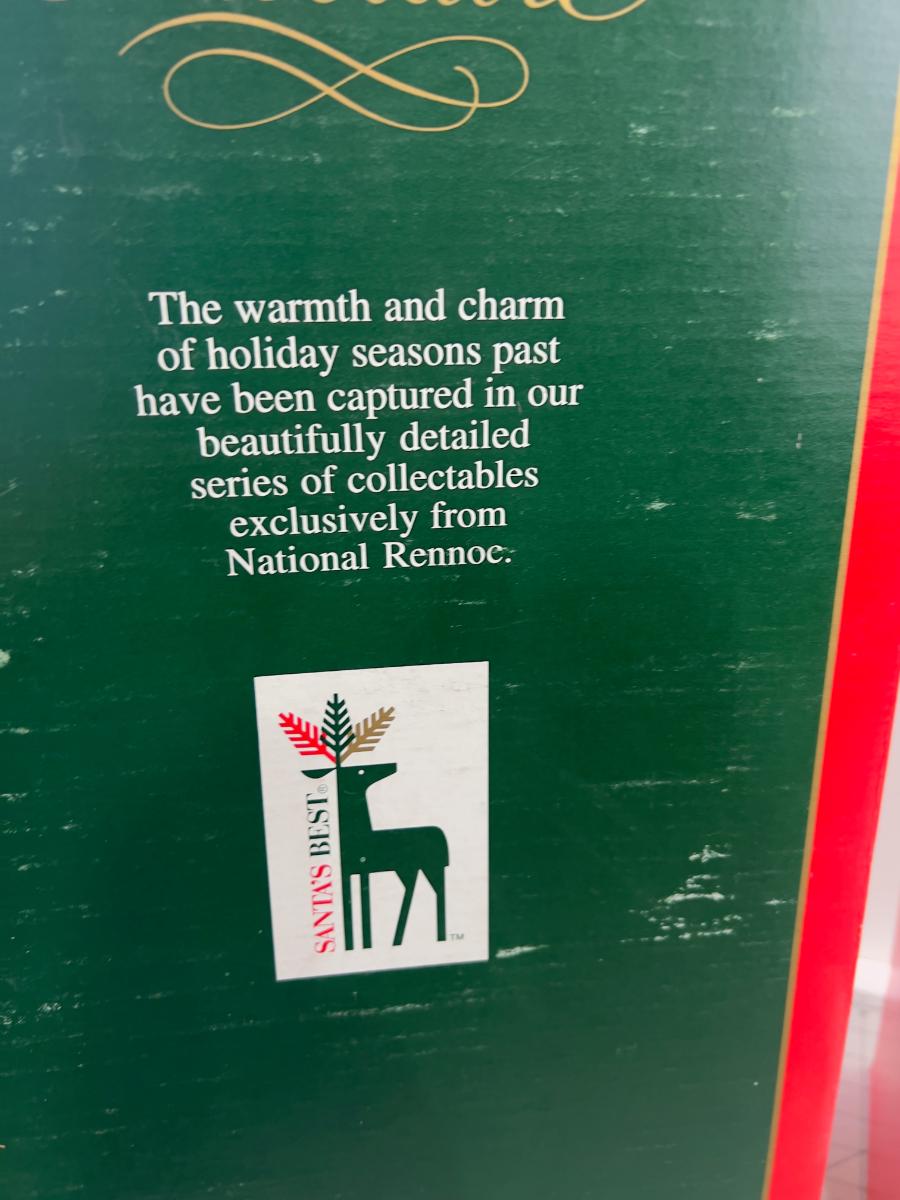 The warmth and charm
of holiday seasons past
have been captured in our
beautifully detailed
series of collectables
exclusively from
National Rennoc.
SANTA'S BEST®
TM